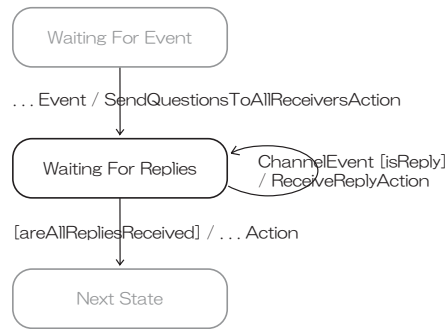 Waiting For Event
... Event / SendQuestionsToAllReceiversAction
Waiting For Replies
ChannelEvent [isReply]
/ ReceiveReplyAction
[areAllRepliesReceived] / ... Action
Next State